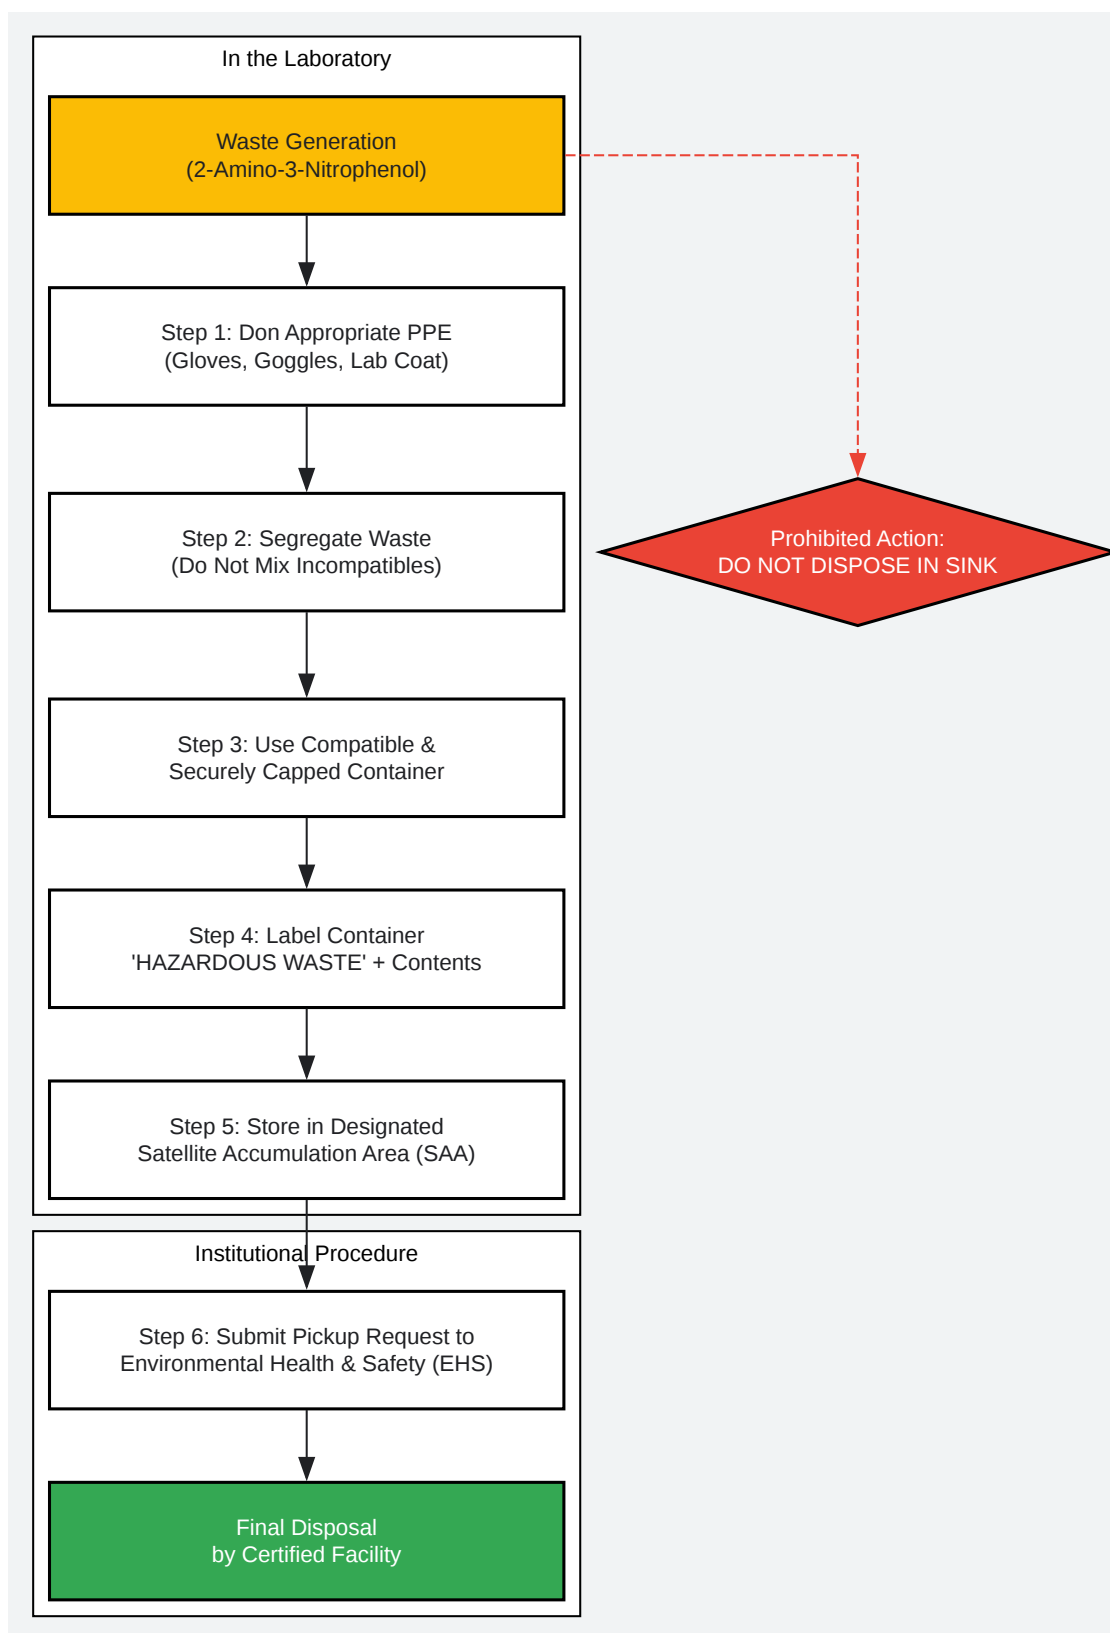 In the Laboratory
Waste Generation
(2-Amino-3-Nitrophenol)
Step 1: Don Appropriate PPE
(Gloves, Goggles, Lab Coat)
Step 2: Segregate Waste
(Do Not Mix Incompatibles)
Prohibited Action:
DO NOT DISPOSE IN SINK
Step 3: Use Compatible &
Securely Capped Container
Step 4: Label Container
'HAZARDOUS WASTE' + Contents
Step 5: Store in Designated
Satellite Accumulation Area (SAA)
Institutional Procedure
Step 6: Submit Pickup Request to
Environmental Health & Safety (EHS)
Final Disposal
by Certified Facility